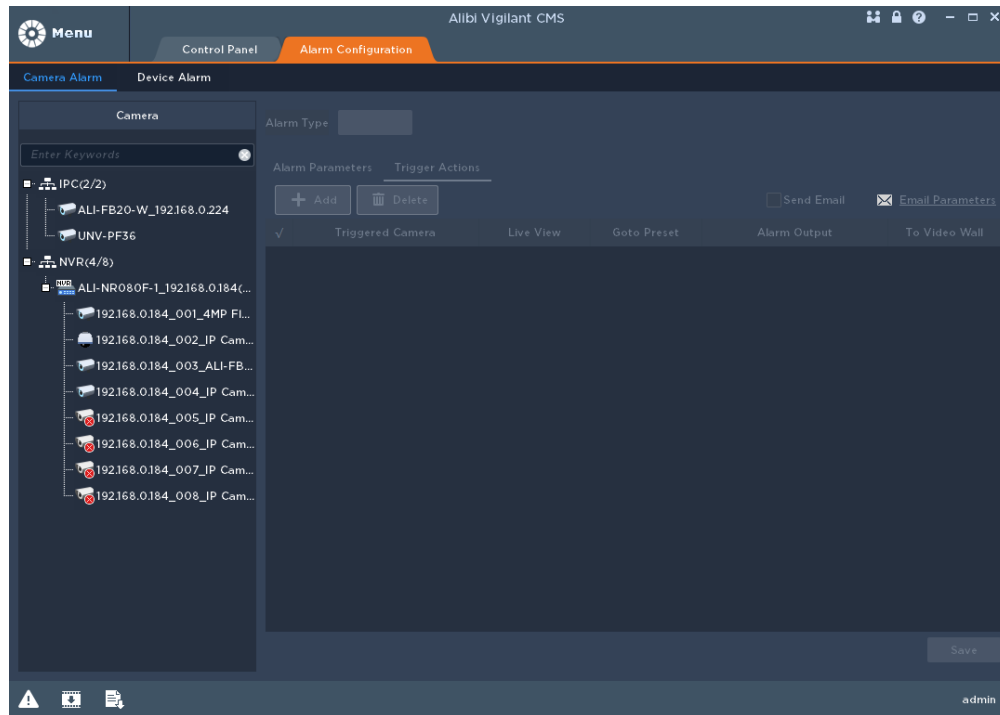 Alibi Vigilant CMS
Menu
Control Panel
Alarm Configuration
Camera Alarm
Device Alarm
Camera
Alarm Type
Enter Keywords
Alarm Parameters
Trigger Actions
IPC(2/2)
Add
Delete
Send Email
Email Parameters
ALI-FB20-W_192.168.0.224
√
Triggered Camera
Live View
Goto Preset
Alarm Output
To Video Wall
UNV-PF36
NVR(4/8)
NVR
ALI-NR080F-1_192.168.0.184(...
192.168.0.184_001_4MP Fl...
192.168.0.184_002_IP Cam...
192.168.0.184_003_ALI-FB...
192.168.0.184_004_IP Cam...
192.168.0.184_005_IP Cam...
192.168.0.184_006_IP Cam...
192.168.0.184_007_IP Cam...
192.168.0.184_008_IP Cam...
Save
admin